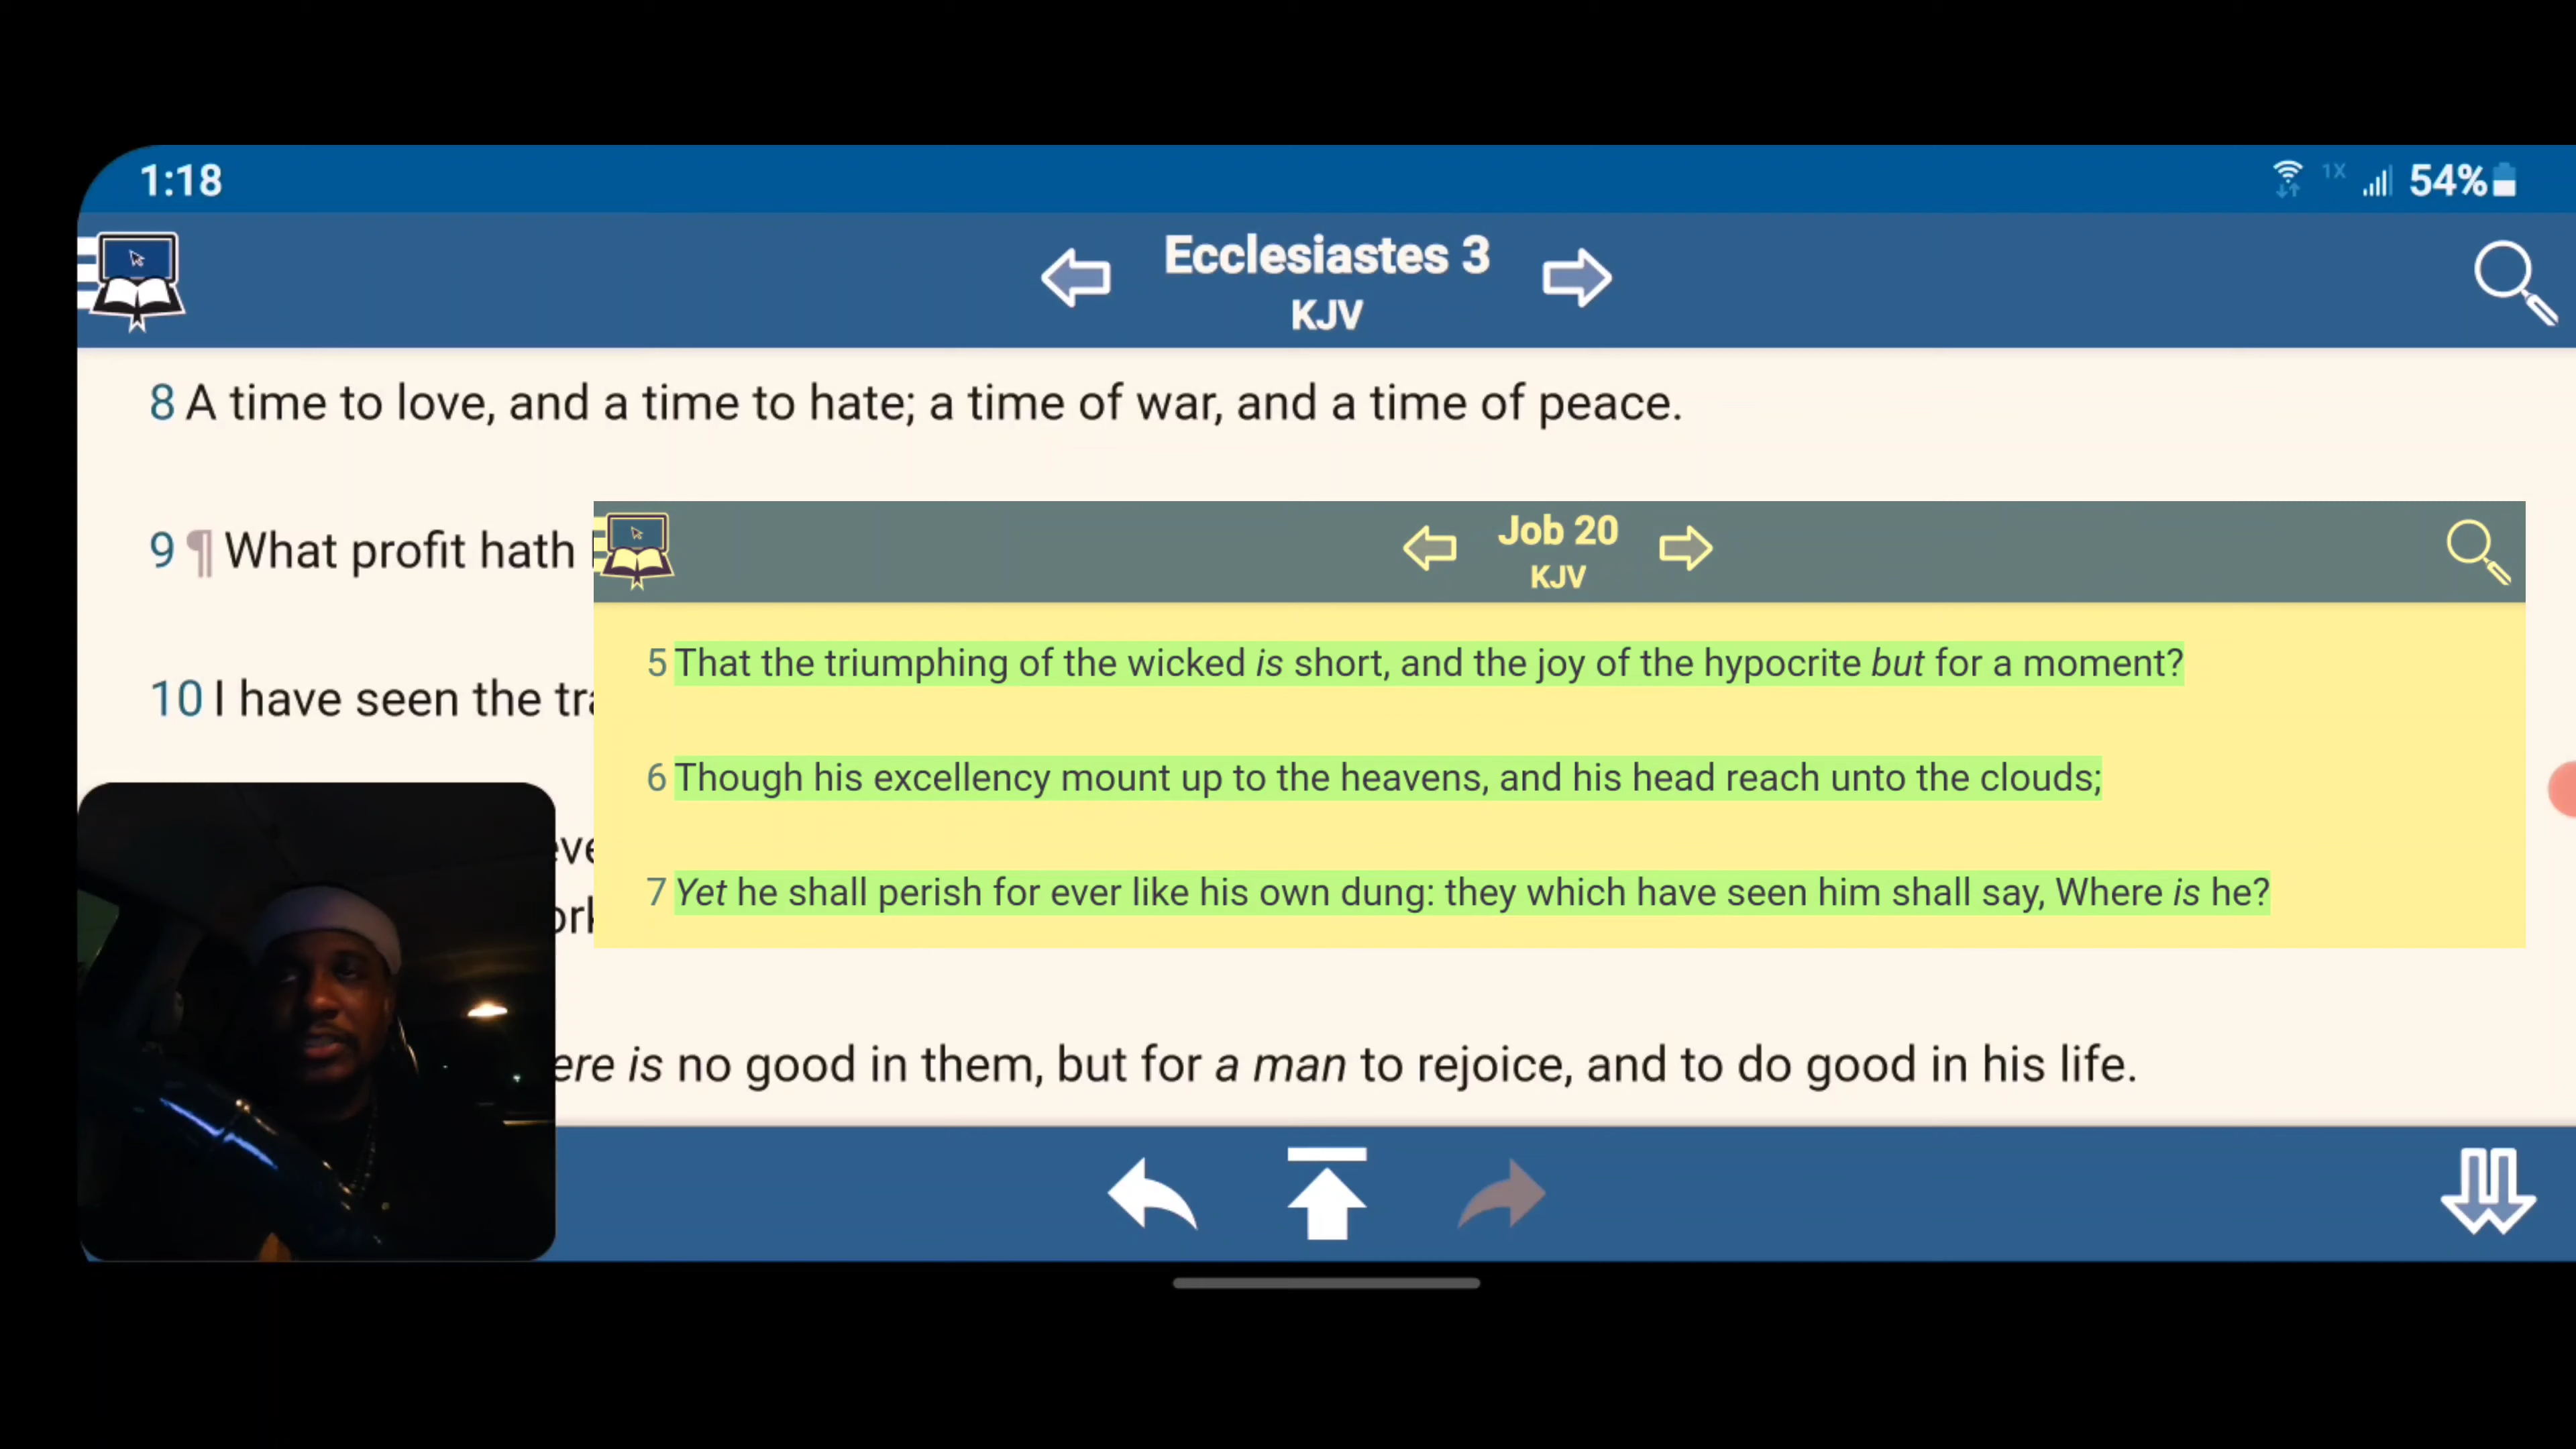 1:18
1X
54%
Ecclesiastes 3
KJV
8 A time to love, and a time to hate; a time of war, and a time of peace.
9 ¶ What profit hath
10 I have seen the
Job 20
KJV
5 That the triumphing of the wicked is short, and the joy of the hypocrite but for a moment?
6 Though his excellency mount up to the heavens, and his head reach unto the clouds;
7 Yet he shall perish for ever like his own dung: they which have seen him shall say, Where is he?
is no good in them, but for a man to rejoice, and to do good in his life.